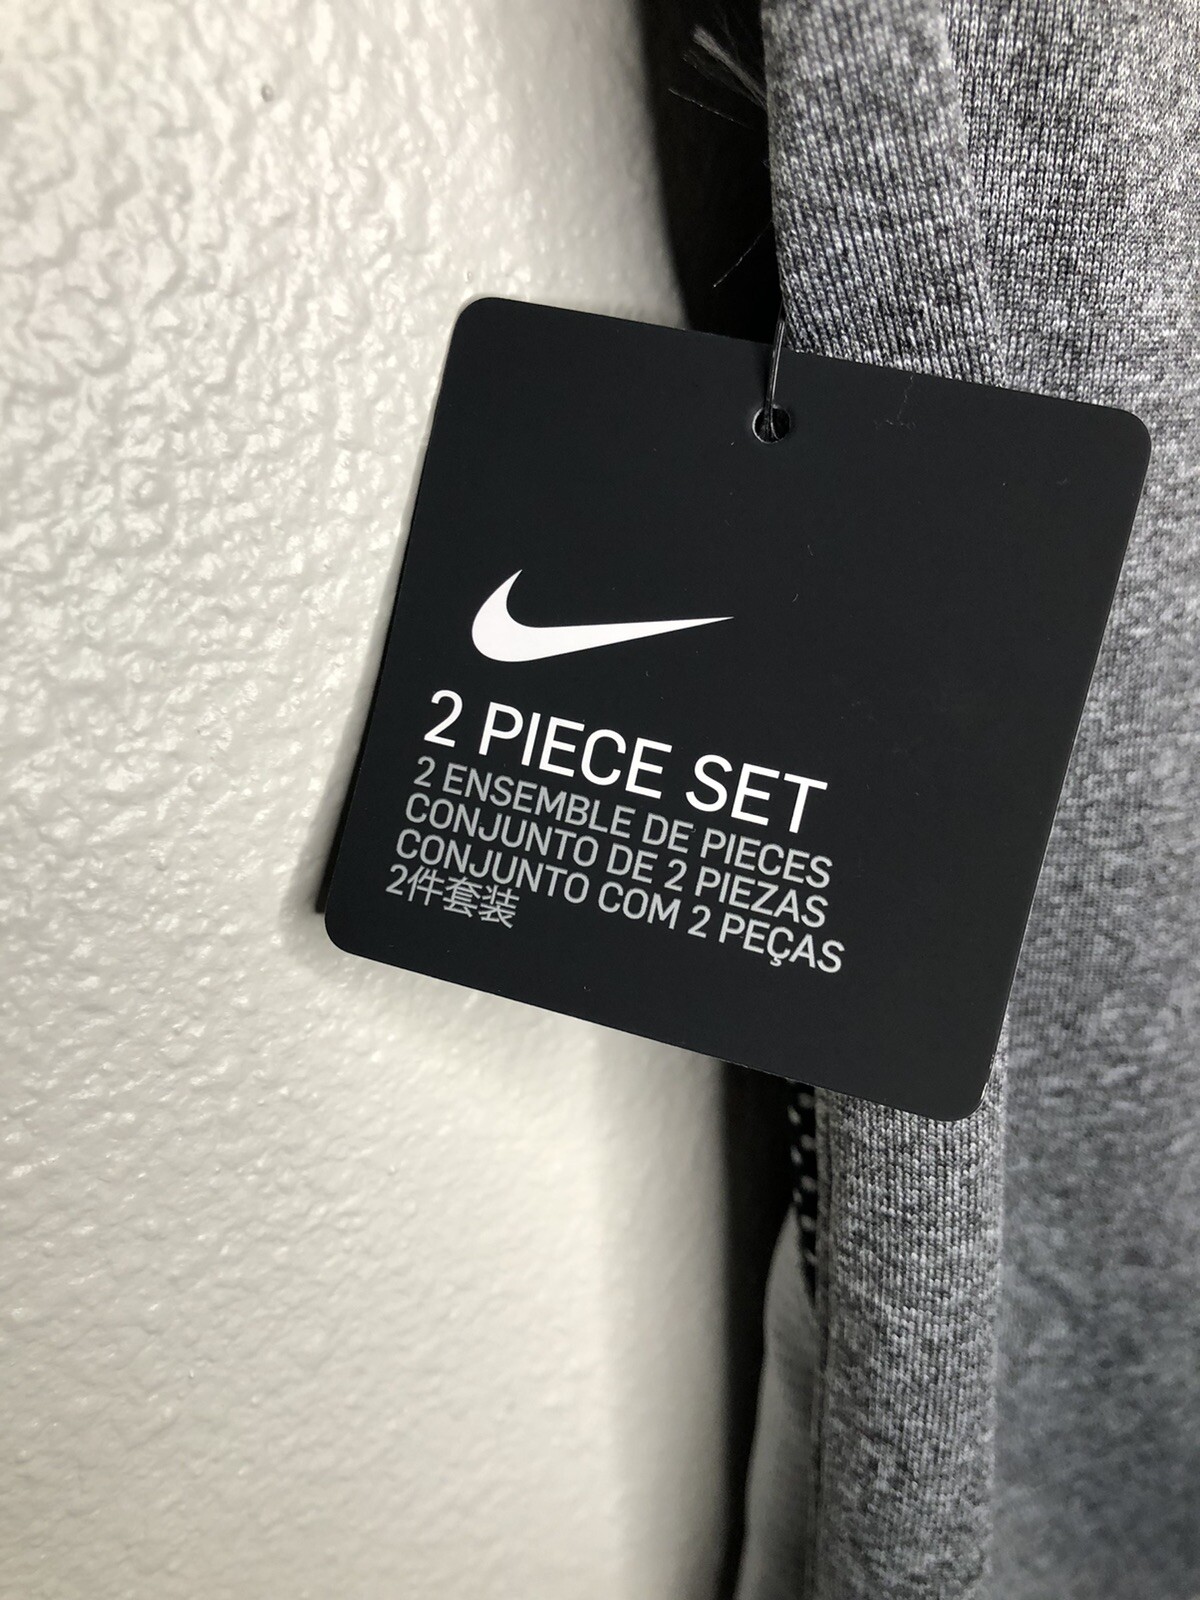 2 PIECE SET
2 ENSEMBLE DE PIECES
CONJUNTO DE 2 PIEZAS
CONJUNTO COM 2 PEÇAS
2件套装